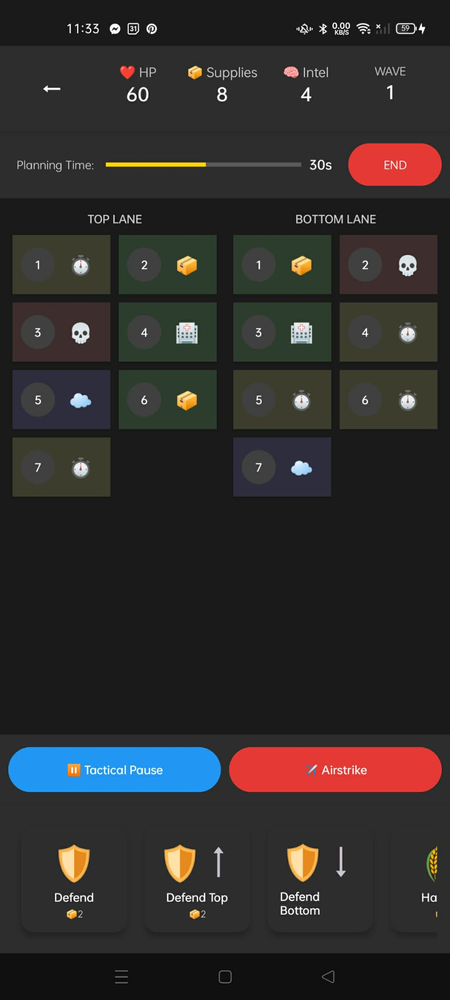 11:33 31 0.00 KB/S 59
HP Supplies Intel WAVE
60 8 4 1
Planning Time: 30s END
TOP LANE BOTTOM LANE
1 2 1 2
3 4 3 4
5 6 5 6
7 7
Tactical Pause Airstrike
Defend Defend Top Defend Bottom Ha
2 2